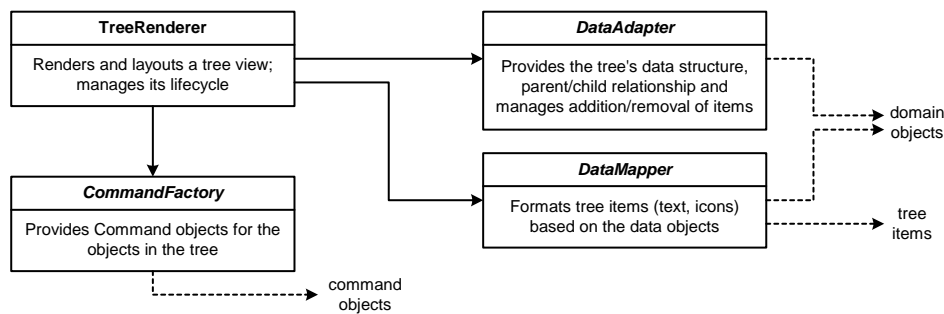 TreeRenderer
Renders and layouts a tree view;
manages its lifecycle
DataAdapter
Provides the tree's data structure,
parent/child relationship and
manages addition/removal of items
domain
objects
DataMapper
Formats tree items (text, icons)
based on the data objects
tree
items
CommandFactory
Provides Command objects for the
objects in the tree
command
objects